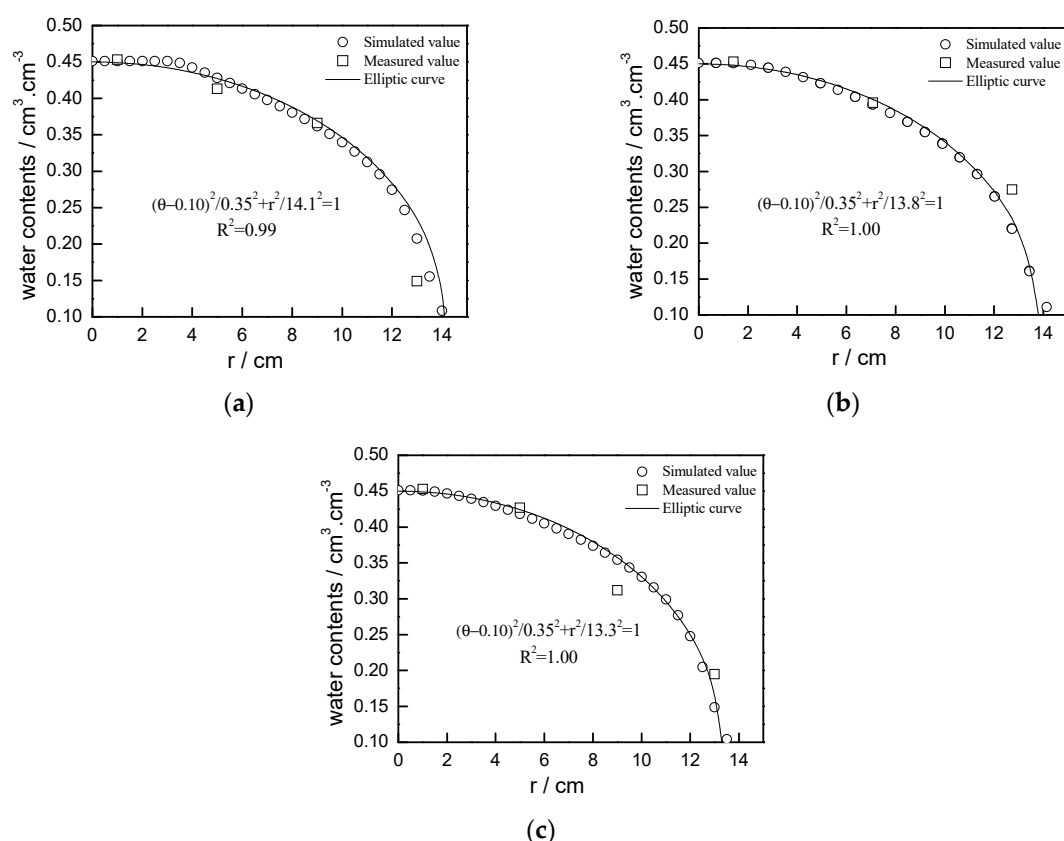 0.50
0.45
0.40
0.35
0.30
0.25
0.20
0.15
0.10
water contents / cm³.cm⁻³
Simulated value
Measured value
Elliptic curve
(θ−0.10)²/0.35²+r²/14.1²=1
R²=0.99
0 2 4 6 8 10 12 14
r / cm
(a)
0.50
0.45
0.40
0.35
0.30
0.25
0.20
0.15
0.10
water contents / cm³.cm⁻³
Simulated value
Measured value
Elliptic curve
(θ−0.10)²/0.35²+r²/13.8²=1
R²=1.00
0 2 4 6 8 10 12 14
r / cm
(b)
0.50
0.45
0.40
0.35
0.30
0.25
0.20
0.15
0.10
water contents / cm³.cm⁻³
Simulated value
Measured value
Elliptic curve
(θ−0.10)²/0.35²+r²/13.3²=1
R²=1.00
0 2 4 6 8 10 12 14
r / cm
(c)